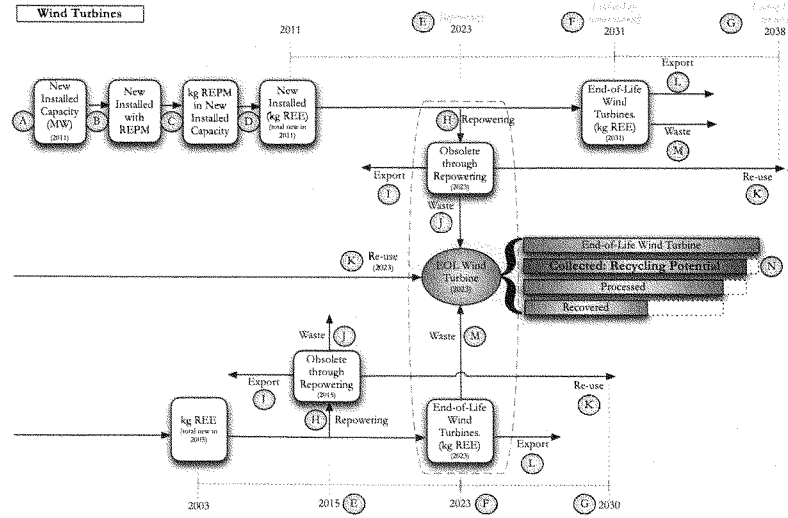 Wind Turbines
E
F
G
2011
2023
2031
2038
New
Installed
Capacity
(MW)
(2011)
New
Installed
with
REPM
kg REPM
in New
Installed
Capacity
New
Installed
(kg REE)
(total new in
2011)
A
B
C
D
End-of-Life
Wind
Turbines.
(kg REE)
(2031)
Export
L
Waste
M
H
Repowering
Obsolete
through
Repowering
(2023)
Export
I
Re-use
K
Waste
J
K
Re-use
(2023)
EOL Wind
Turbine
(2023)
End-of-Life Wind Turbine
Collected: Recycling Potential
N
Processed
Recovered
Waste
J
Waste
M
Obsolete
through
Repowering
(2015)
Export
I
Re-use
K
H
Repowering
kg REE
(total new in
2003)
End-of-Life
Wind
Turbines.
(kg REE)
(2023)
Export
L
2003
2015
E
2023
F
G
2030